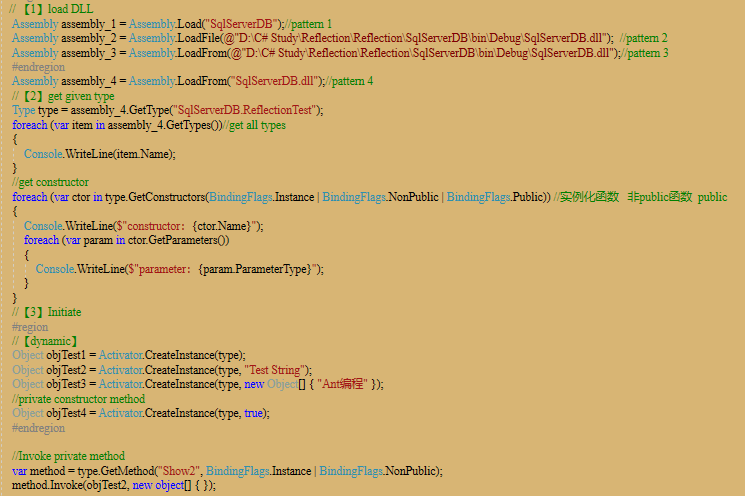 //【1】load DLL
Assembly assembly_1 = Assembly.Load("SqlServerDB");//pattern 1
Assembly assembly_2 = Assembly.LoadFile(@"D:\C# Study\Reflection\Reflection\SqlServerDB\bin\Debug\SqlServerDB.dll"); //pattern 2
Assembly assembly_3 = Assembly.LoadFrom(@"D:\C# Study\Reflection\Reflection\SqlServerDB\bin\Debug\SqlServerDB.dll");//pattern 3
#endregion
Assembly assembly_4 = Assembly.LoadFrom("SqlServerDB.dll");//pattern 4
//【2】get given type
Type type = assembly_4.GetType("SqlServerDB.ReflectionTest");
foreach (var item in assembly_4.GetTypes())//get all types
{
Console.WriteLine(item.Name);
}
//get constructor
foreach (var ctor in type.GetConstructors(BindingFlags.Instance | BindingFlags.NonPublic | BindingFlags.Public)) //实例化函数 非public函数 public
{
Console.WriteLine($"constructor：{ctor.Name}");
foreach (var param in ctor.GetParameters())
{
Console.WriteLine($"parameter：{param.ParameterType}");
}
}
//【3】Initiate
#region
//【dynamic】
Object objTest1 = Activator.CreateInstance(type);
Object objTest2 = Activator.CreateInstance(type, "Test String");
Object objTest3 = Activator.CreateInstance(type, new Object[] { "Ant编程" });
//private constructor method
Object objTest4 = Activator.CreateInstance(type, true);
#endregion
//Invoke private method
var method = type.GetMethod("Show2", BindingFlags.Instance | BindingFlags.NonPublic);
method.Invoke(objTest2, new object[] { });